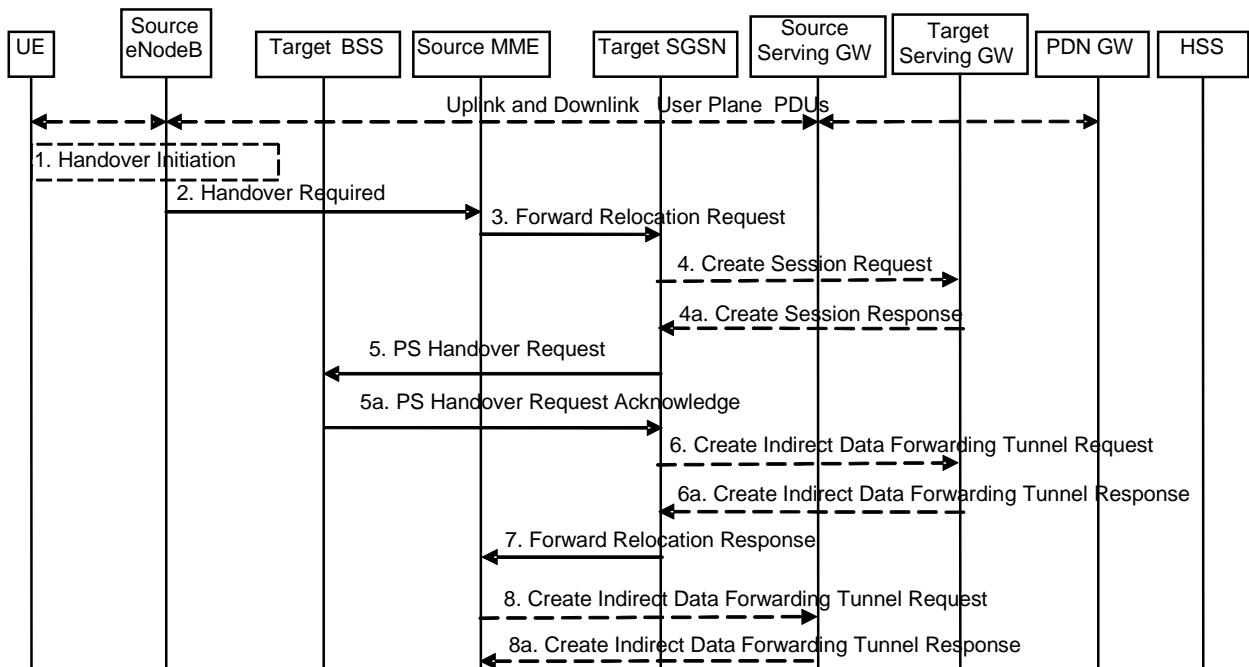 UE
Source
eNodeB
Target BSS
Source MME
Target SGSN
Source
Serving GW
Target
Serving GW
PDN GW
HSS
Uplink and Downlink User Plane PDUs
1. Handover Initiation
2. Handover Required
3. Forward Relocation Request
4. Create Session Request
4a. Create Session Response
5. PS Handover Request
5a. PS Handover Request Acknowledge
6. Create Indirect Data Forwarding Tunnel Request
6a. Create Indirect Data Forwarding Tunnel Response
7. Forward Relocation Response
8. Create Indirect Data Forwarding Tunnel Request
8a. Create Indirect Data Forwarding Tunnel Response